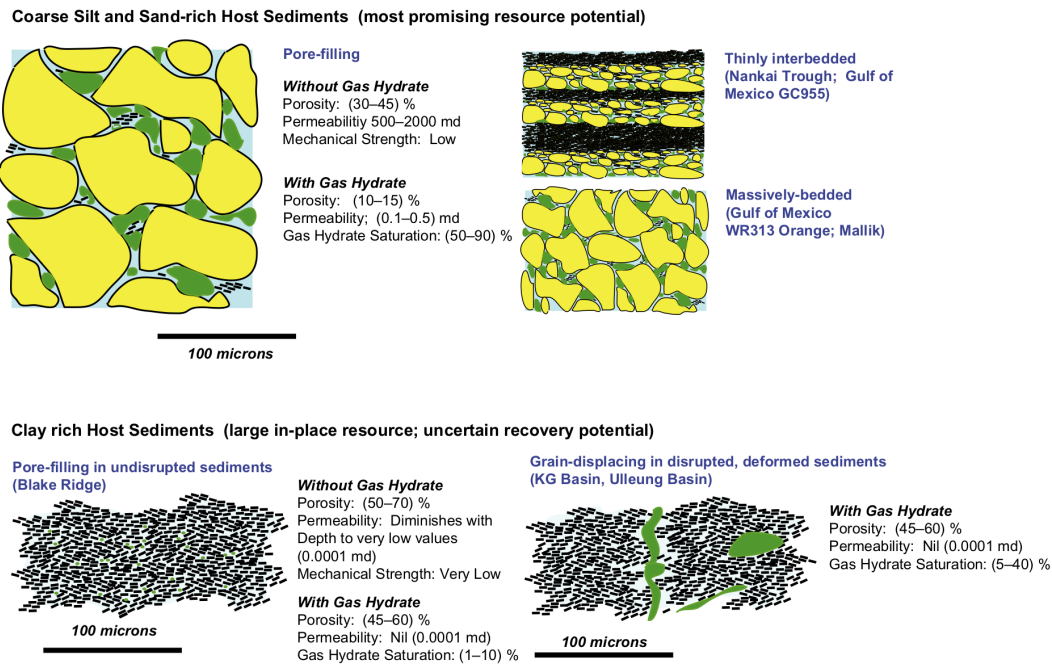 Coarse Silt and Sand-rich Host Sediments (most promising resource potential)
Pore-filling
Without Gas Hydrate
Porosity: (30–45) %
Permeabilitiy 500–2000 md
Mechanical Strength: Low
With Gas Hydrate
Porosity: (10–15) %
Permeability; (0.1–0.5) md
Gas Hydrate Saturation: (50–90) %
100 microns
Thinly interbedded
(Nankai Trough; Gulf of
Mexico GC955)
Massively-bedded
(Gulf of Mexico
WR313 Orange; Mallik)
Clay rich Host Sediments (large in-place resource; uncertain recovery potential)
Pore-filling in undisrupted sediments
(Blake Ridge)
100 microns
Without Gas Hydrate
Porosity: (50–70) %
Permeability: Diminishes with
Depth to very low values
(0.0001 md)
Mechanical Strength: Very Low
With Gas Hydrate
Porosity: (45–60) %
Permeability: Nil (0.0001 md)
Gas Hydrate Saturation: (1–10) %
Grain-displacing in disrupted, deformed sediments
(KG Basin, Ulleung Basin)
100 microns
With Gas Hydrate
Porosity: (45–60) %
Permeability: Nil (0.0001 md)
Gas Hydrate Saturation: (5–40) %